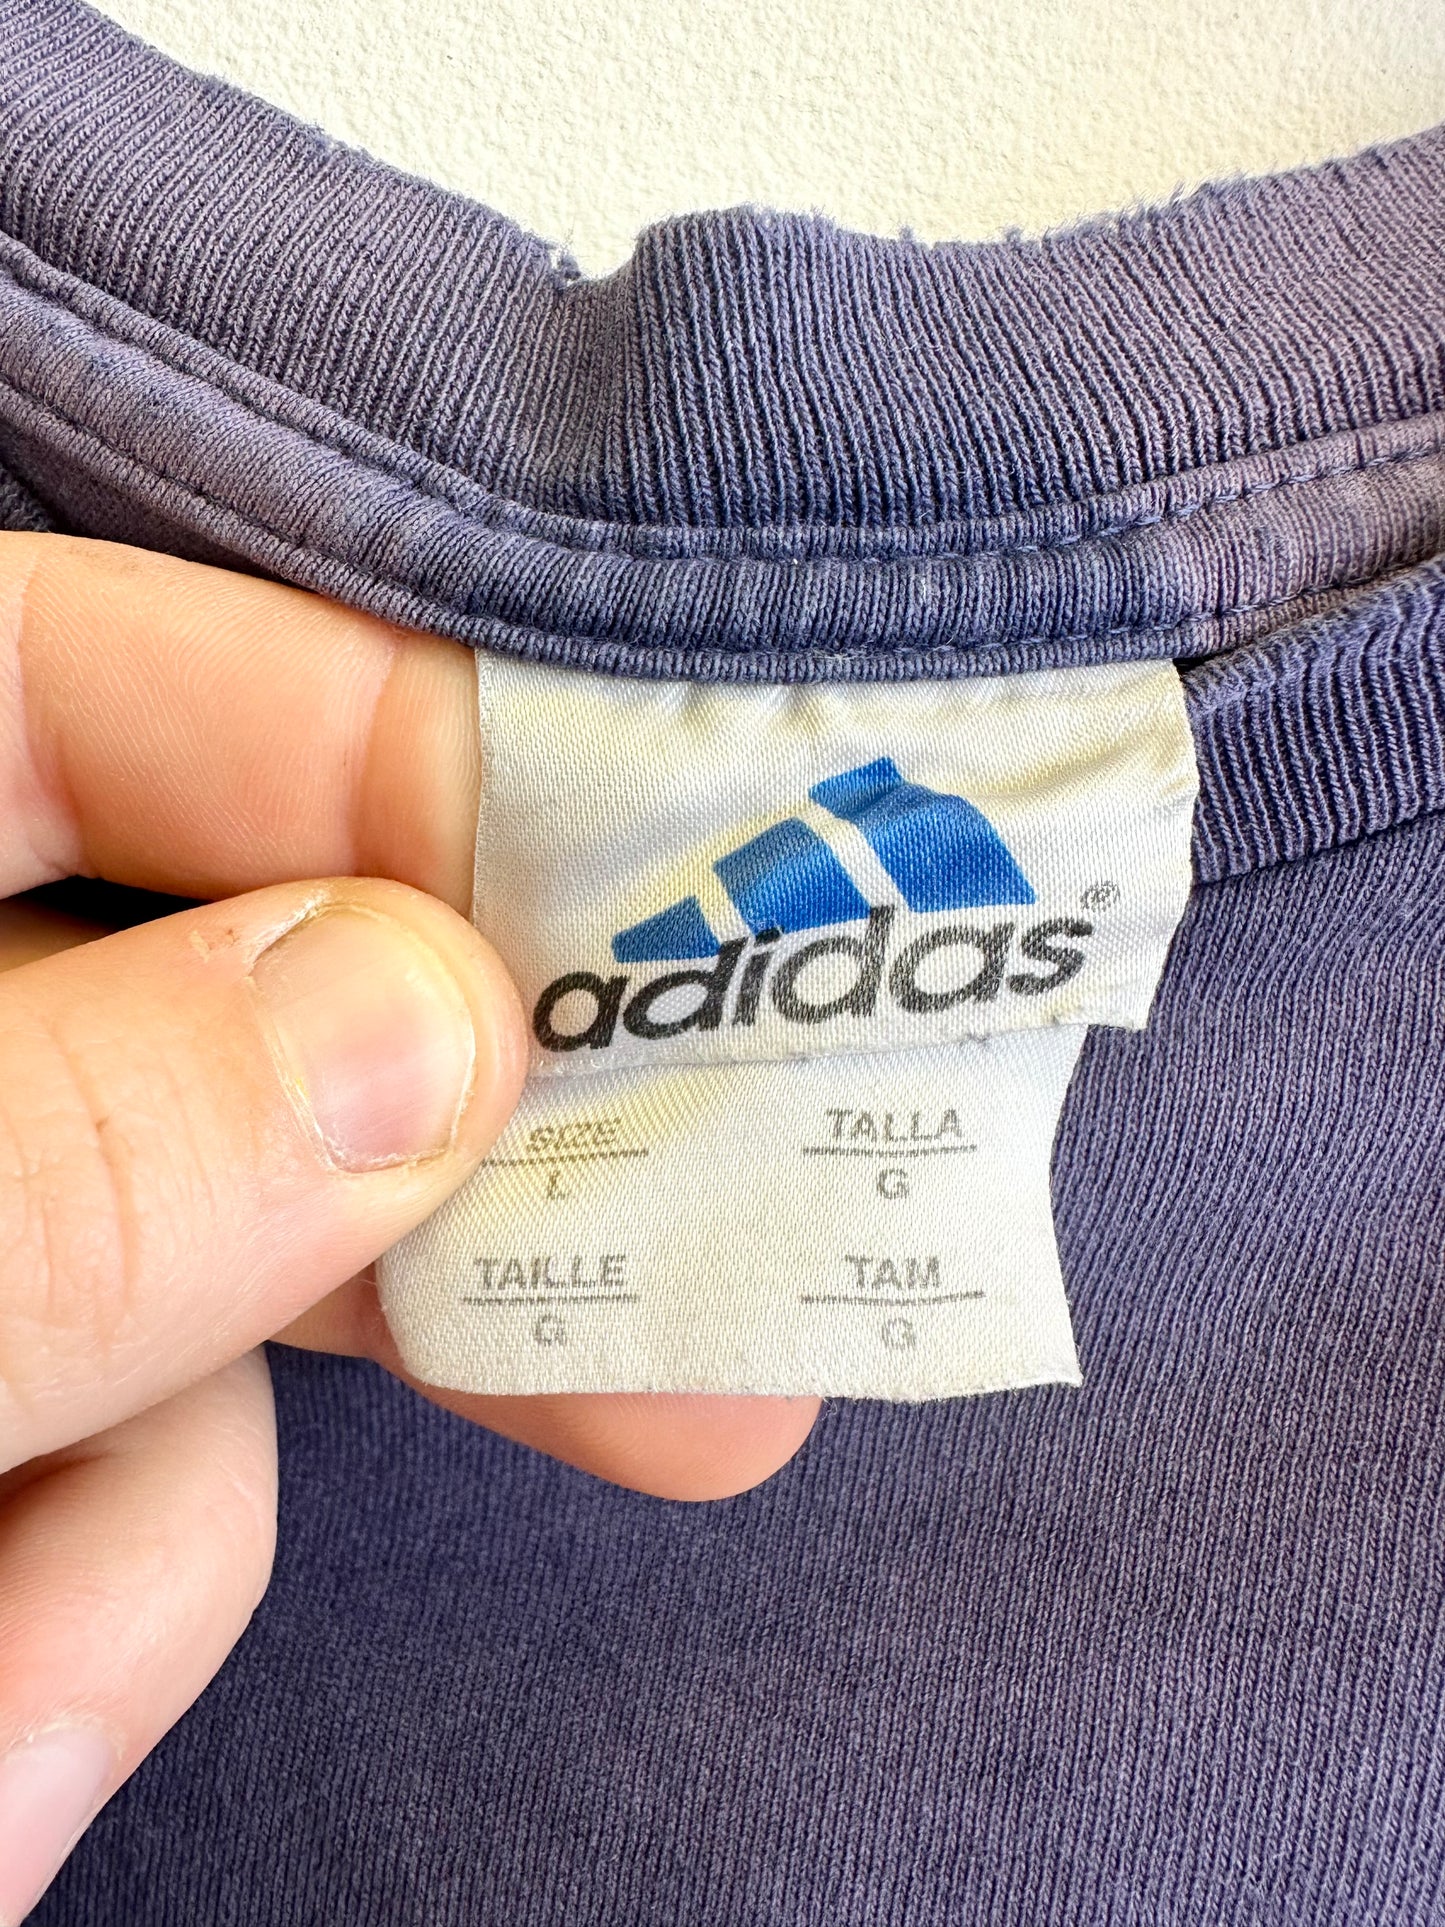 adidas®
SIZE TALLA
L G
TAILLE TAM
G G